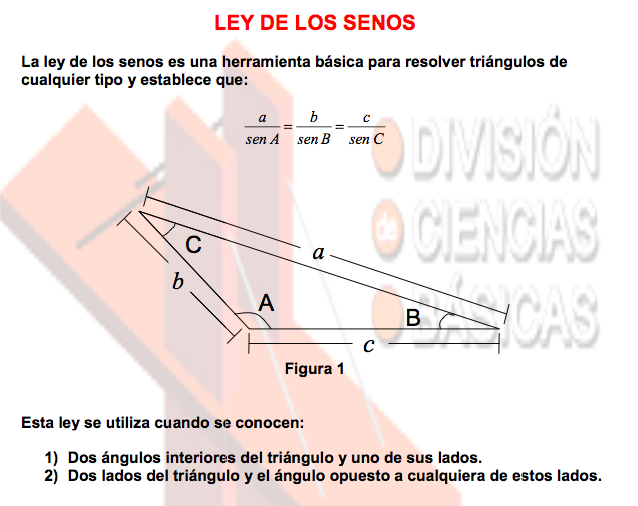 LEY DE LOS SENOS
La ley de los senos es una herramienta básica para resolver triángulos de
cualquier tipo y establece que:
a/sen A = b/sen B = c/sen C
DIVISIÓN
de CIENCIAS
BÁSICAS
C
a
b
A
B
c
Figura 1
Esta ley se utiliza cuando se conocen:
1) Dos ángulos interiores del triángulo y uno de sus lados.
2) Dos lados del triángulo y el ángulo opuesto a cualquiera de estos lados.